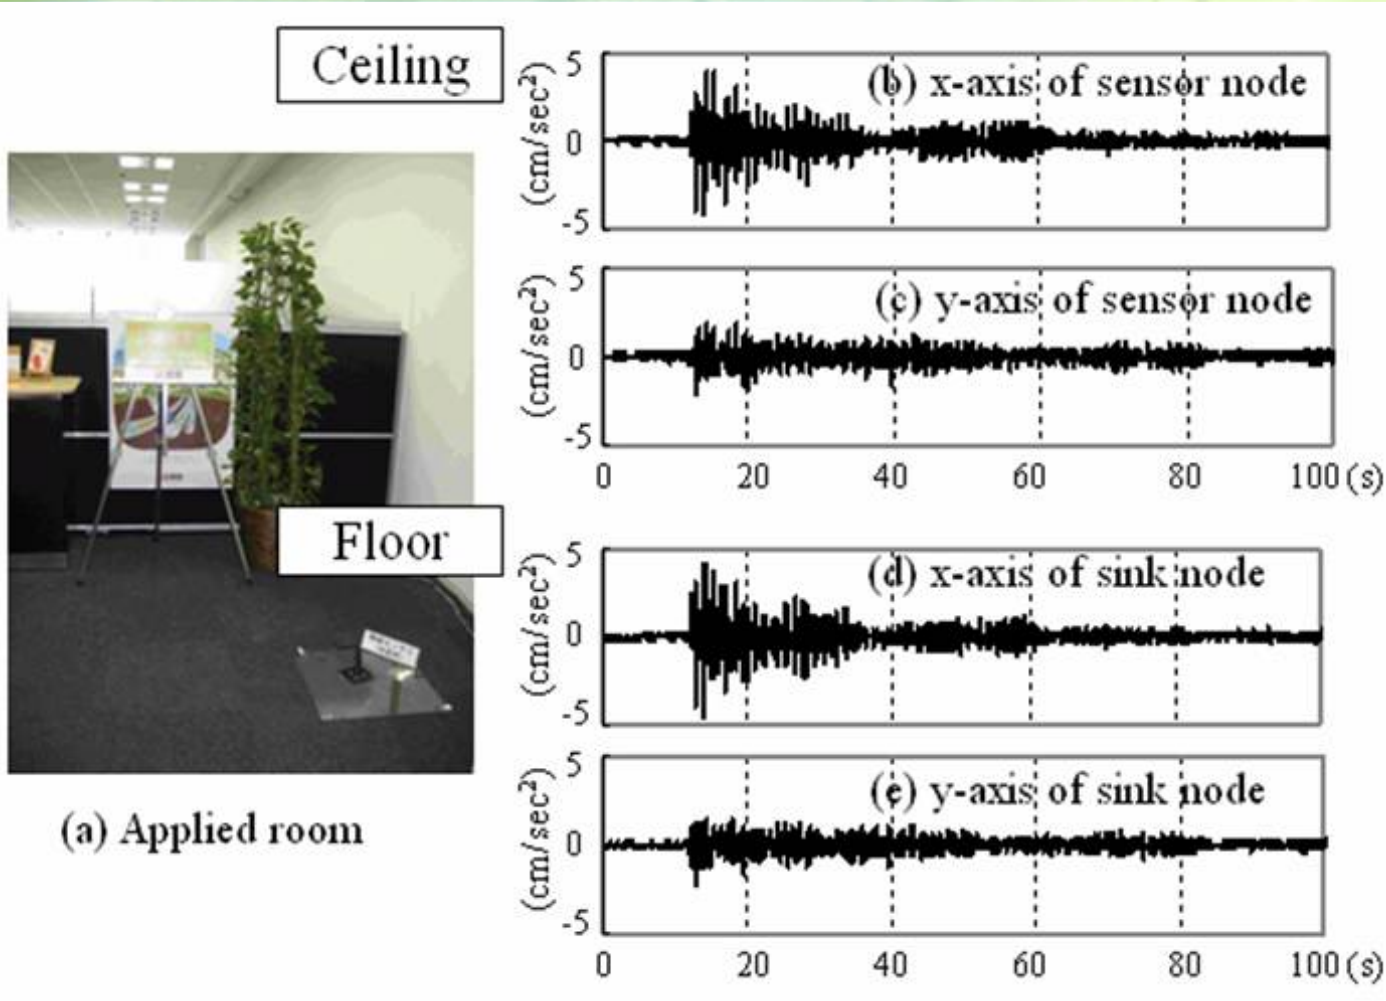 Ceiling
5
0
-5
(cm/sec²)
(b) x-axis of sensor node
5
0
-5
(cm/sec²)
(c) y-axis of sensor node
0 20 40 60 80 100 (s)
Floor
5
0
-5
(cm/sec²)
(d) x-axis of sink node
5
0
-5
(cm/sec²)
(e) y-axis of sink node
0 20 40 60 80 100 (s)
(a) Applied room